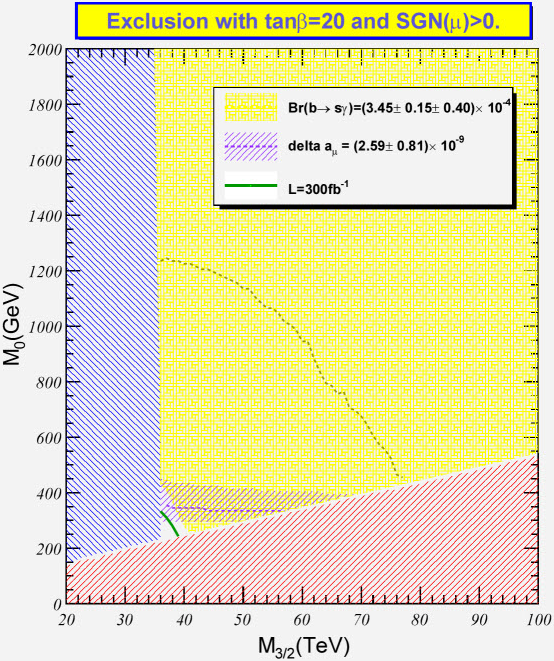 Exclusion with tanβ=20 and SGN(μ)>0.
Br(b→ sγ)=(3.45± 0.15± 0.40)× 10⁻⁴
delta aμ = (2.59± 0.81)× 10⁻⁹
L=300fb⁻¹
M₀(GeV)
2000
1800
1600
1400
1200
1000
800
600
400
200
0
20 30 40 50 60 70 80 90 100
M₃/₂(TeV)